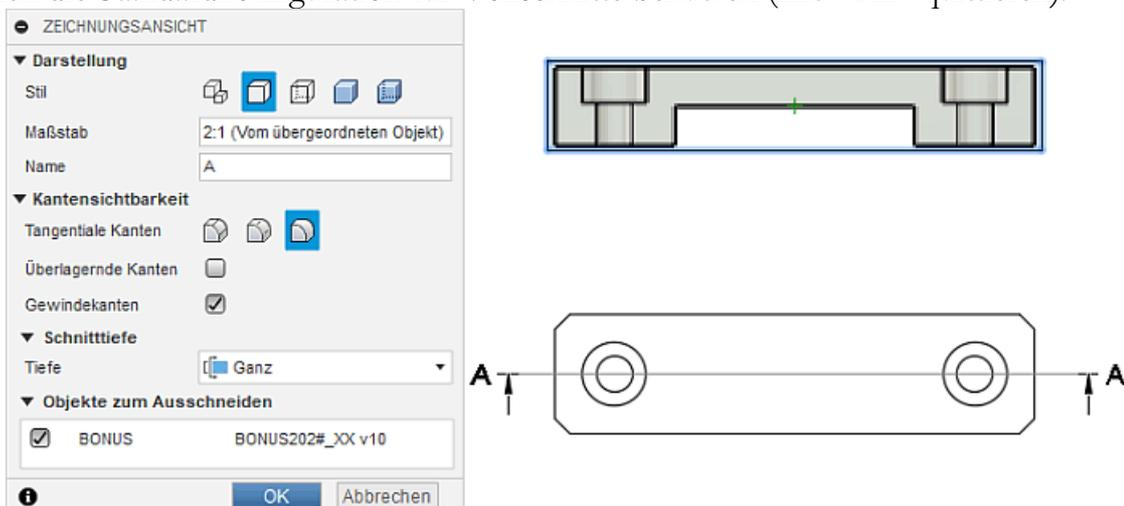 ZEICHNUNGSANSICHT
Darstellung
Stil
Maßstab 2:1 (Vom übergeordneten Objekt)
Name A
Kantensichtbarkeit
Tangentiale Kanten
Überlagernde Kanten
Gewindekanten
Schnitttiefe
Tiefe Ganz
Objekte zum Ausschneiden
BONUS BONUS202#_XX v10
OK Abbrechen
A A